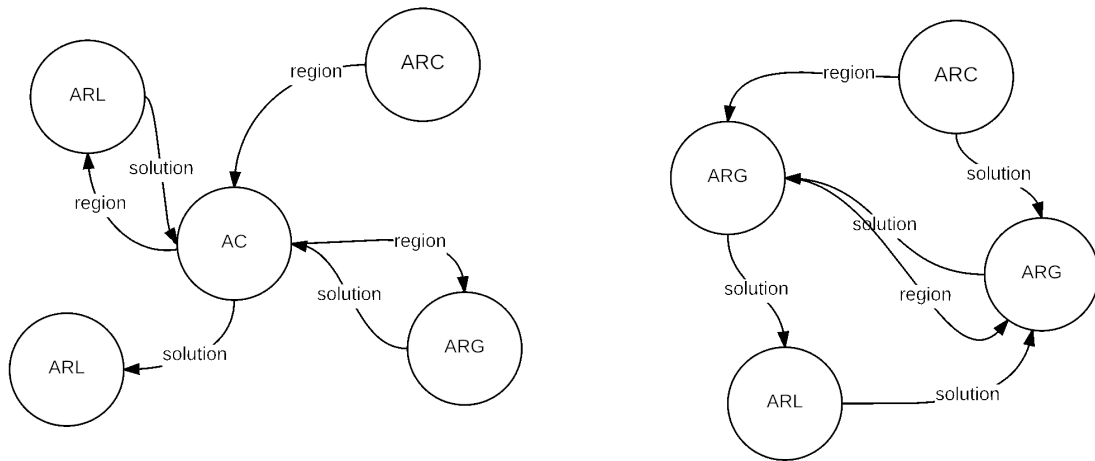 ARC
region
ARL
solution
region
AC
region
solution
ARG
solution
ARL
ARC
region
solution
ARG
solution
ARG
region
solution
ARL
solution